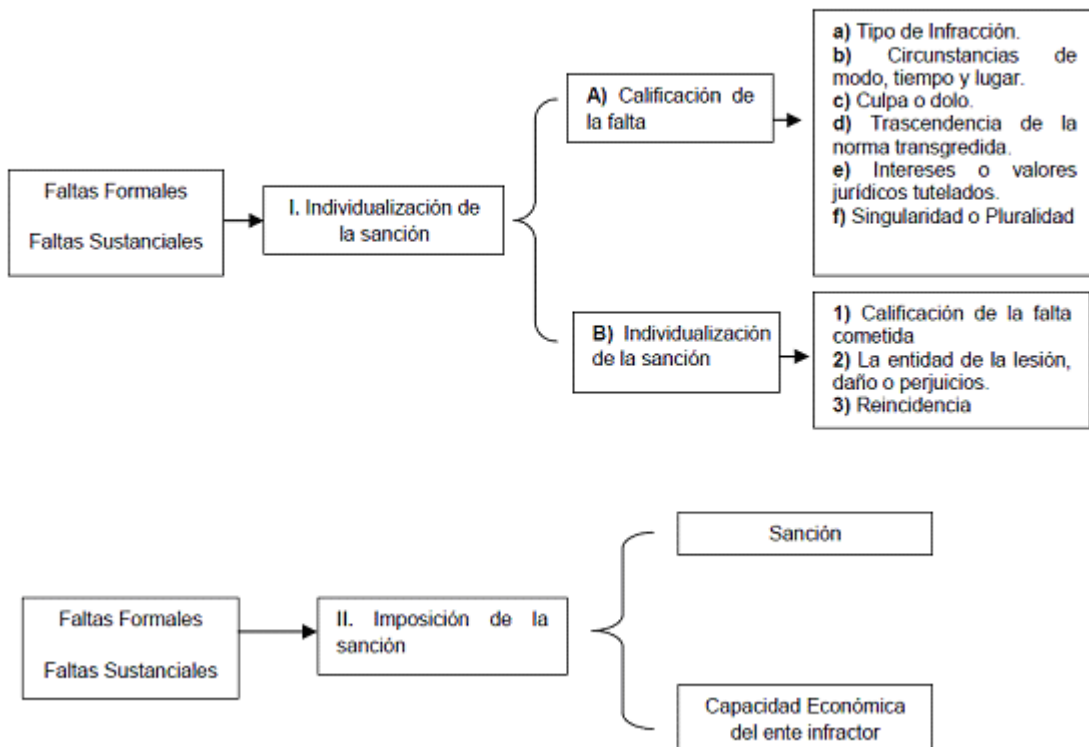 Faltas Formales
Faltas Sustanciales
I. Individualización de
la sanción
A) Calificación de
la falta
a) Tipo de Infracción.
b) Circunstancias de
modo, tiempo y lugar.
c) Culpa o dolo.
d) Trascendencia de la
norma transgredida.
e) Intereses o valores
jurídicos tutelados.
f) Singularidad o Pluralidad
B) Individualización
de la sanción
1) Calificación de la falta
cometida
2) La entidad de la lesión,
daño o perjuicios.
3) Reincidencia
Faltas Formales
Faltas Sustanciales
II. Imposición de la
sanción
Sanción
Capacidad Económica
del ente infractor